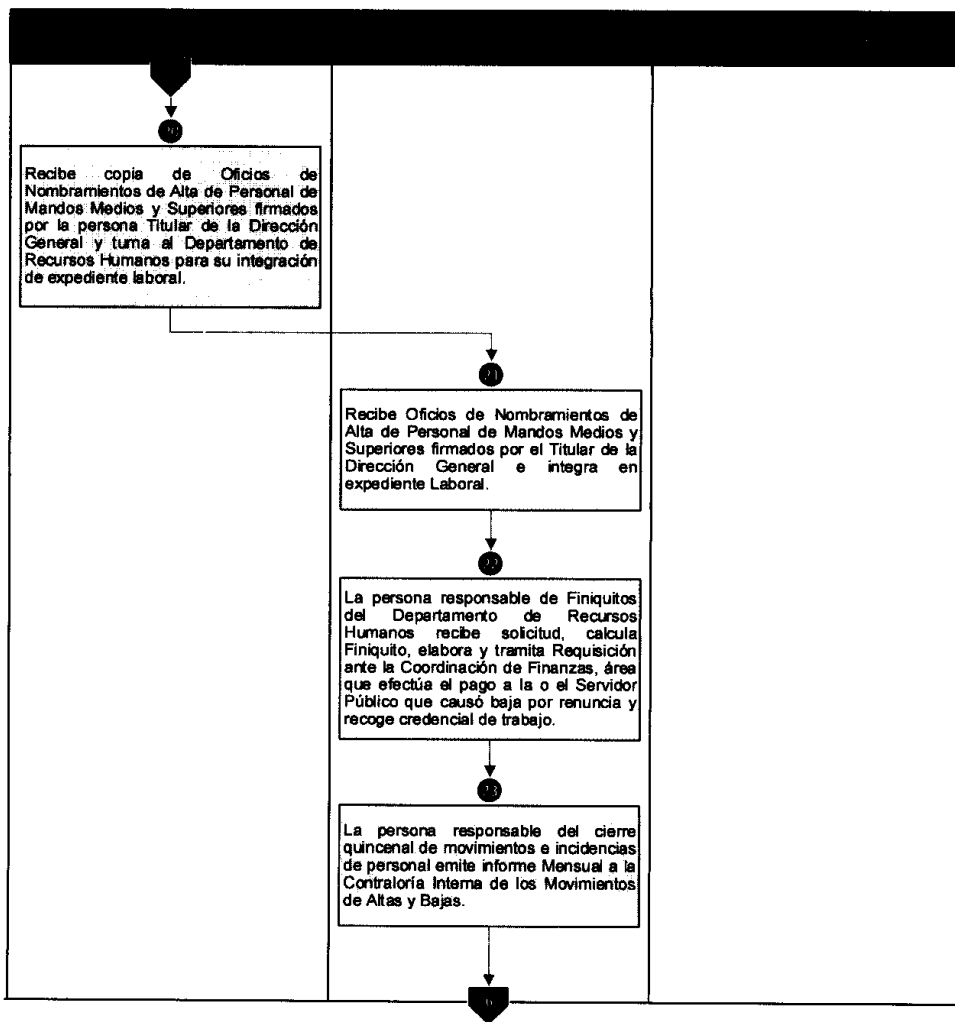 20
Recibe copia de Oficios de
Nombramientos de Alta de Personal de
Mandos Medios y Superiores firmados
por la persona Titular de la Dirección
General y turna al Departamento de
Recursos Humanos para su integración
de expediente laboral.
21
Recibe Oficios de Nombramientos de
Alta de Personal de Mandos Medios y
Superiores firmados por el Titular de la
Dirección General e integra en
expediente Laboral.
22
La persona responsable de Finiquitos
del Departamento de Recursos
Humanos recibe solicitud, calcula
Finiquito, elabora y tramita Requisición
ante la Coordinación de Finanzas, área
que efectúa el pago a la o el Servidor
Público que causó baja por renuncia y
recoge credencial de trabajo.
23
La persona responsable del cierre
quincenal de movimientos e incidencias
de personal emite informe Mensual a la
Contraloría Interna de los Movimientos
de Altas y Bajas.
6